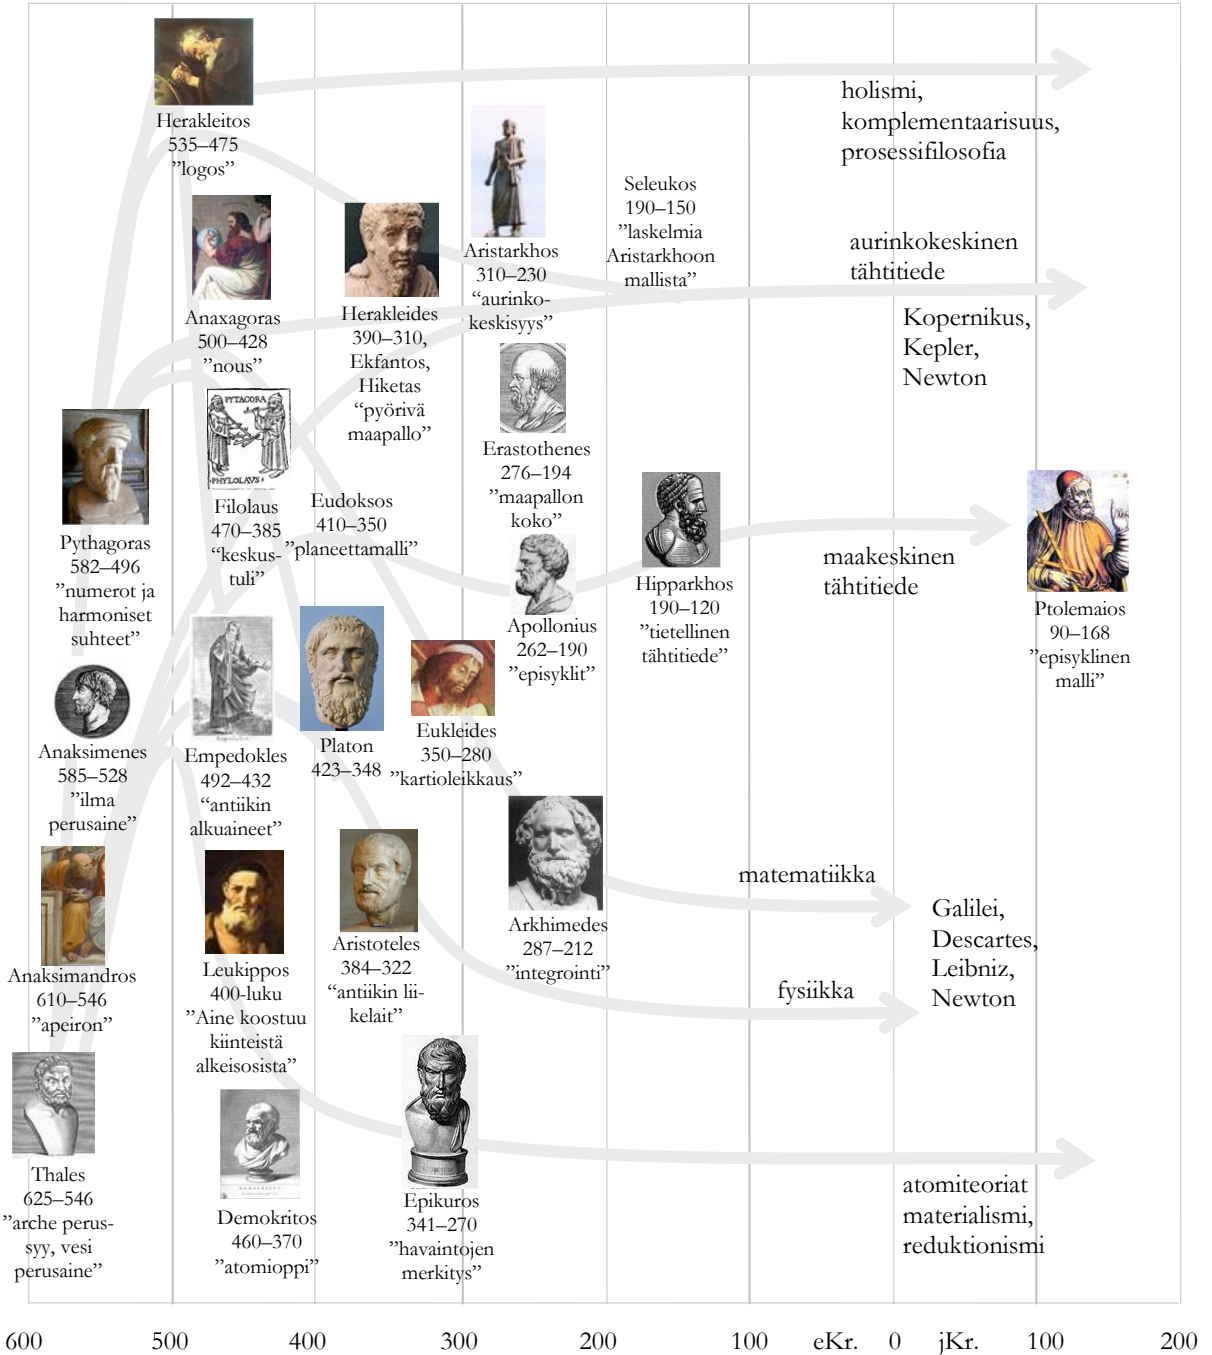 Herakleitos
535–475
”logos”
holismi,
komplementaarisuus,
prosessifilosofia
Anaxagoras
500–428
”nous”
Herakleides
390–310,
Ekfantos,
Hiketas
“pyörivä
maapallo”
Aristarkhos
310–230
“aurinko-
keskisyys”
Seleukos
190–150
”laskelmia
Aristarkhoon
mallista”
aurinkokeskinen
tähtitiede
Kopernikus,
Kepler,
Newton
Pythagoras
582–496
”numerot ja
harmoniset
suhteet”
PYTACORA
PHYLOLAVS
Filolaus
470–385
“keskus-
tuli”
Eudoksos
410–350
”planeettamalli”
Erastothenes
276–194
”maapallon
koko”
Apollonius
262–190
”episyklit”
Hipparkhos
190–120
”tietellinen
tähtitiede”
maakeskinen
tähtitiede
Ptolemaios
90–168
”episyklinen
malli”
Anaksimenes
585–528
”ilma
perusaine”
Empedokles
492–432
“antiikin
alkuaineet”
Platon
423–348
Eukleides
350–280
”kartioleikkaus”
Anaksimandros
610–546
”apeiron”
Leukippos
400-luku
”Aine koostuu
kiinteistä
alkeisosista”
Aristoteles
384–322
“antiikin lii-
kelait”
Arkhimedes
287–212
”integrointi”
matematiikka
fysiikka
Galilei,
Descartes,
Leibniz,
Newton
Thales
625–546
”arche perus-
syy, vesi
perusaine”
Demokritos
460–370
”atomioppi”
Epikuros
341–270
”havaintojen
merkitys”
atomiteoriat
materialismi,
reduktionismi
600 500 400 300 200 100 eKr. 0 jKr. 100 200